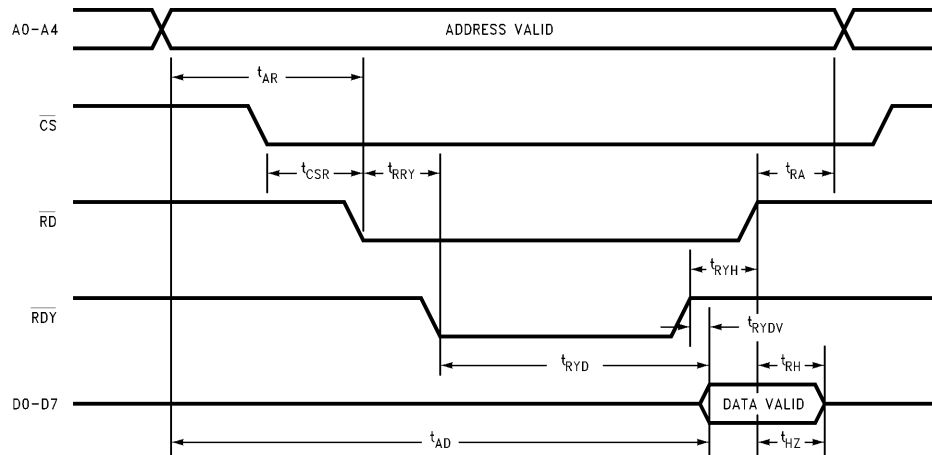 A0-A4 ADDRESS VALID
tAR
CS
tCSR tRRY tRA
RD
tRYH
RDY
tRYDV
tRYD tRH
D0-D7 DATA VALID
tAD tHZ